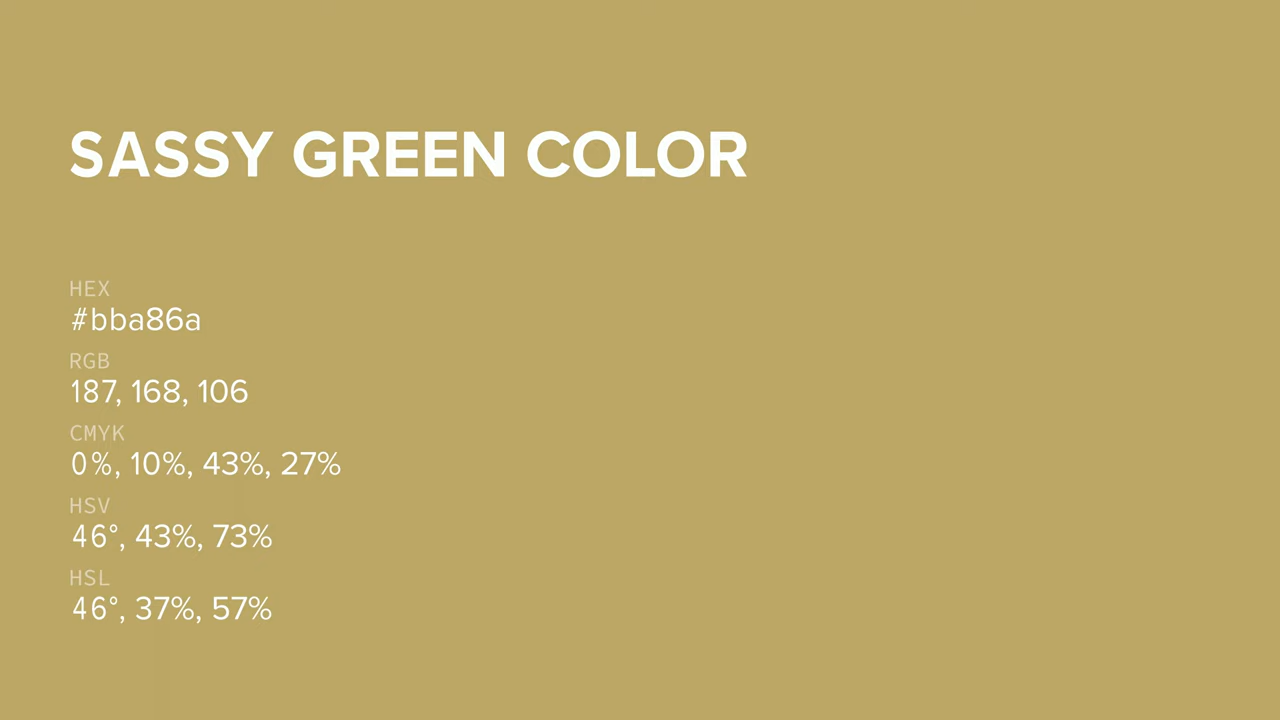 SASSY GREEN COLOR
HEX
#bba86a
RGB
187, 168, 106
CMYK
0%, 10%, 43%, 27%
HSV
46°, 43%, 73%
HSL
46°, 37%, 57%